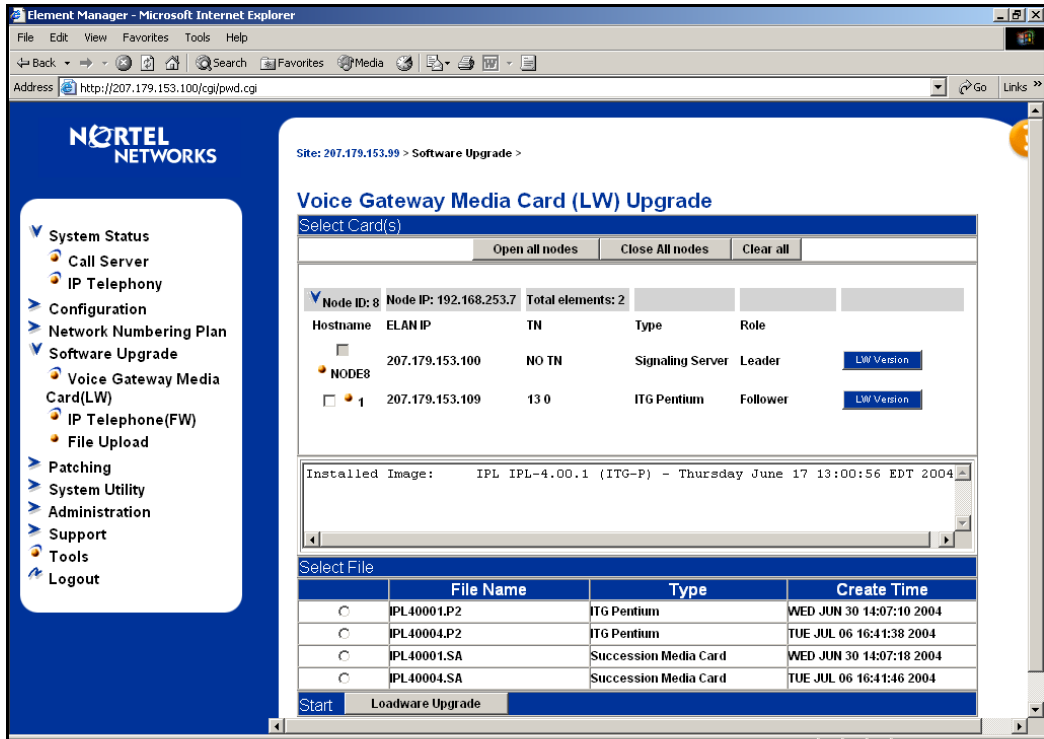 Element Manager - Microsoft Internet Explorer
File Edit View Favorites Tools Help
Back Search Favorites Media
Address http://207.179.153.100/cgi/pwd.cgi Go Links »
NORTEL
NETWORKS
Site: 207.179.153.99 > Software Upgrade >
System Status
Call Server
IP Telephony
Configuration
Network Numbering Plan
Software Upgrade
Voice Gateway Media
Card(LW)
IP Telephone(FW)
File Upload
Patching
System Utility
Administration
Support
Tools
Logout
Voice Gateway Media Card (LW) Upgrade
Select Card(s)
Open all nodes Close All nodes Clear all
Node ID: 8 Node IP: 192.168.253.7 Total elements: 2
Hostname ELAN IP TN Type Role
NODE8 207.179.153.100 NO TN Signaling Server Leader LW Version
1 207.179.153.109 13 0 ITG Pentium Follower LW Version
Installed Image: IPL IPL-4.00.1 (ITG-P) - Thursday June 17 13:00:56 EDT 2004
Select File
File Name Type Create Time
IPL40001.P2 ITG Pentium WED JUN 30 14:07:10 2004
IPL40004.P2 ITG Pentium TUE JUL 06 16:41:38 2004
IPL40001.SA Succession Media Card WED JUN 30 14:07:18 2004
IPL40004.SA Succession Media Card TUE JUL 06 16:41:46 2004
Start Loadware Upgrade